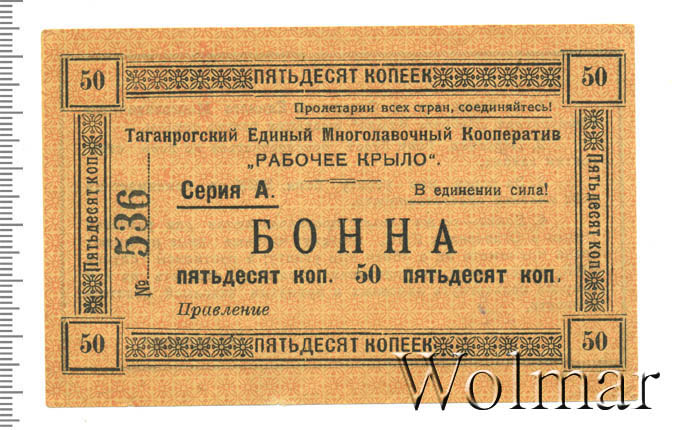 50 ПЯТЬДЕСЯТ КОПЕЕК 50
Пролетарии всех стран, соединяйтесь!
Таганрогский Единый Многолавочный Кооператив
„РАБОЧЕЕ КРЫЛО“.
Серия А. В единении сила!
БОННА
пятьдесят коп. 50 пятьдесят коп.
Правление
50 ПЯТЬДЕСЯТ КОПЕЕК 50
Пятьдесят коп
№ 536
Пятьдесят коп
Wolmar